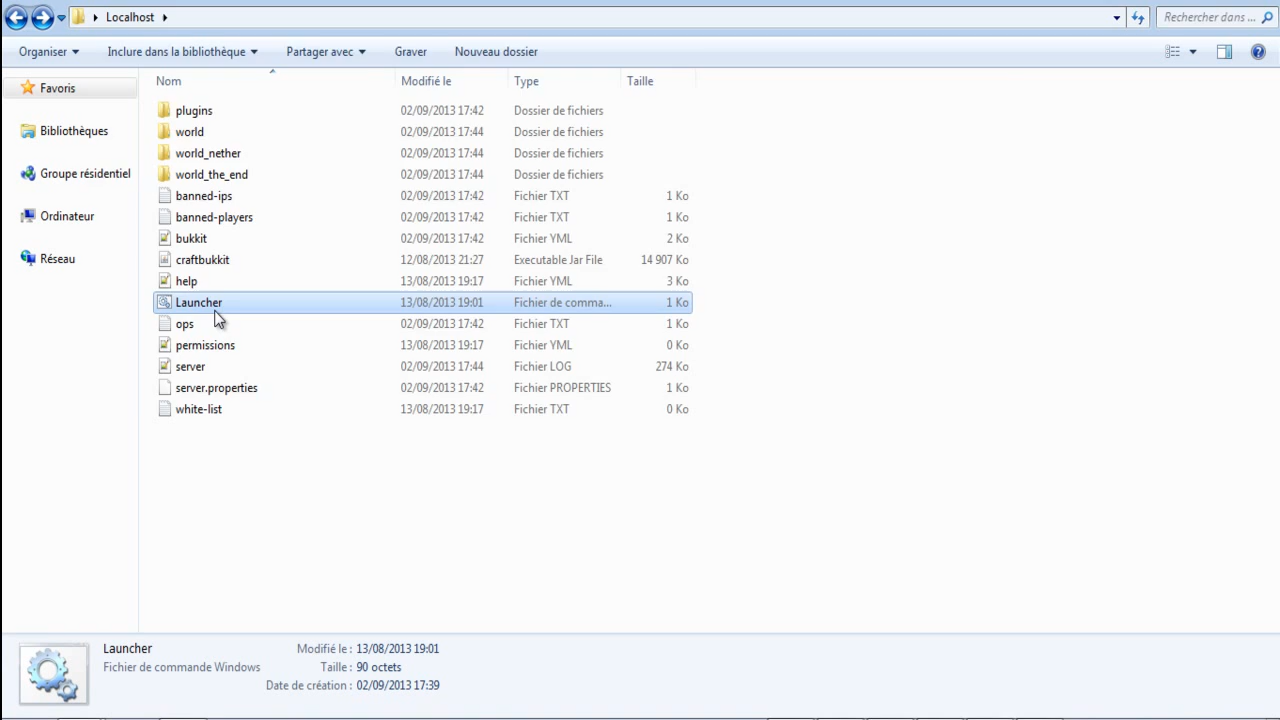 Localhost
Rechercher dans ...
Organiser
Inclure dans la bibliothèque
Partager avec
Graver
Nouveau dossier
Favoris
Bibliothèques
Groupe résidentiel
Ordinateur
Réseau
Nom Modifié le Type Taille
plugins 02/09/2013 17:42 Dossier de fichiers
world 02/09/2013 17:44 Dossier de fichiers
world_nether 02/09/2013 17:44 Dossier de fichiers
world_the_end 02/09/2013 17:44 Dossier de fichiers
banned-ips 02/09/2013 17:42 Fichier TXT 1 Ko
banned-players 02/09/2013 17:42 Fichier TXT 1 Ko
bukkit 02/09/2013 17:42 Fichier YML 2 Ko
craftbukkit 12/08/2013 21:27 Executable Jar File 14 907 Ko
help 13/08/2013 19:17 Fichier YML 3 Ko
Launcher 13/08/2013 19:01 Fichier de comma... 1 Ko
ops 02/09/2013 17:42 Fichier TXT 1 Ko
permissions 13/08/2013 19:17 Fichier YML 0 Ko
server 02/09/2013 17:44 Fichier LOG 274 Ko
server.properties 02/09/2013 17:42 Fichier PROPERTIES 1 Ko
white-list 13/08/2013 19:17 Fichier TXT 0 Ko
Launcher Modifié le : 13/08/2013 19:01
Fichier de commande Windows Taille : 90 octets
Date de création : 02/09/2013 17:39